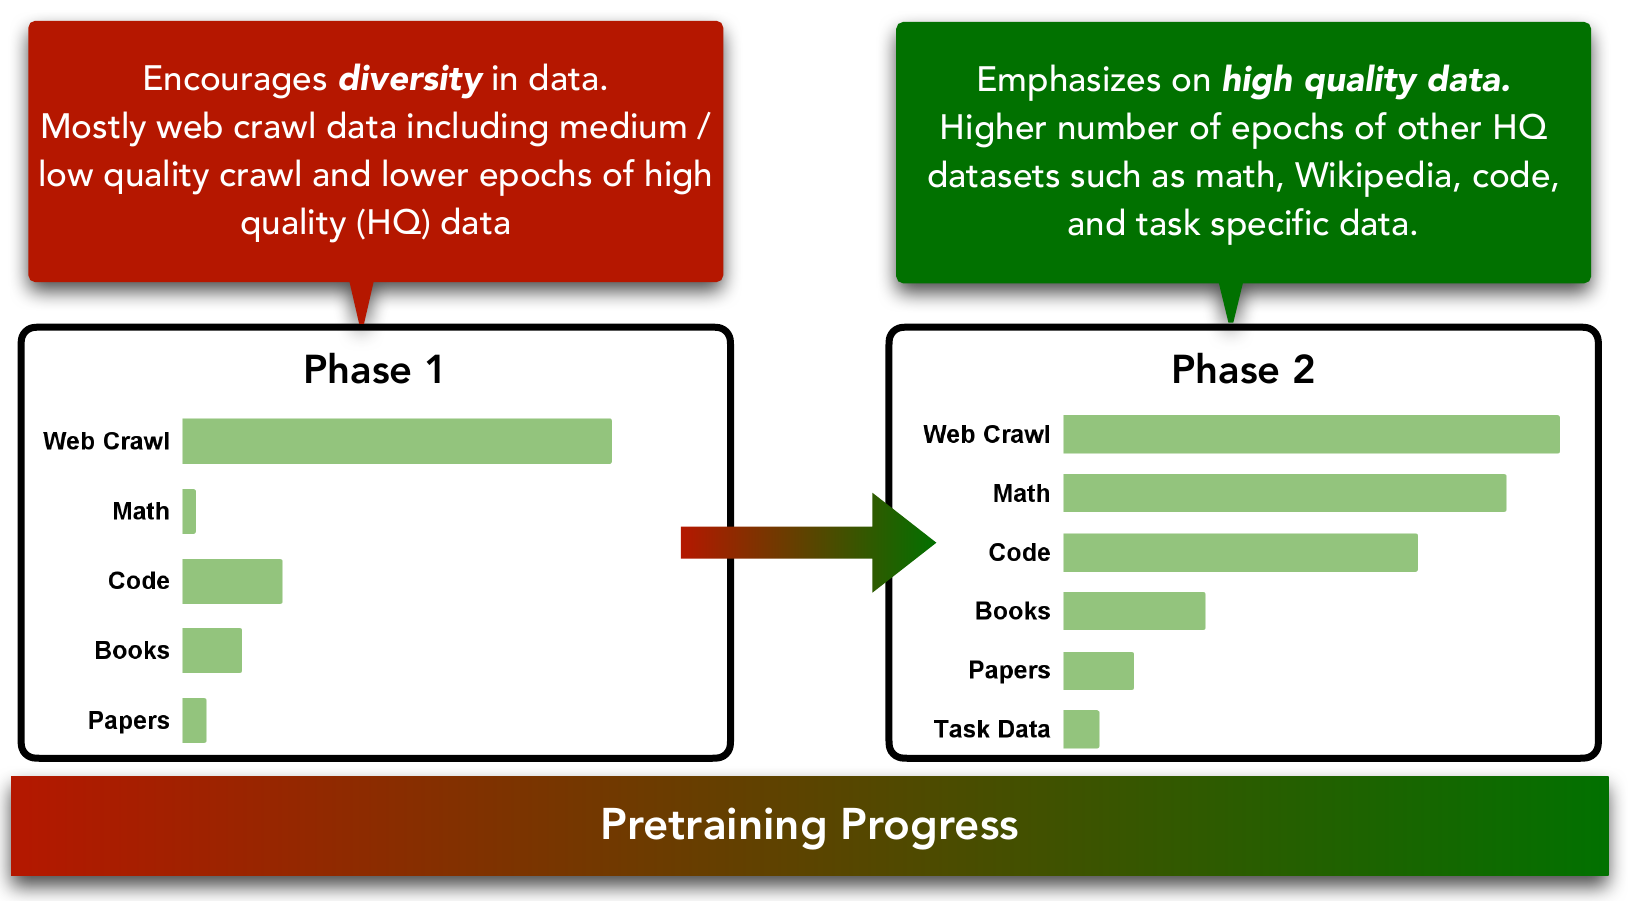 Encourages diversity in data.
Mostly web crawl data including medium /
low quality crawl and lower epochs of high
quality (HQ) data
Emphasizes on high quality data.
Higher number of epochs of other HQ
datasets such as math, Wikipedia, code,
and task specific data.
Phase 1
Web Crawl
Math
Code
Books
Papers
Phase 2
Web Crawl
Math
Code
Books
Papers
Task Data
Pretraining Progress